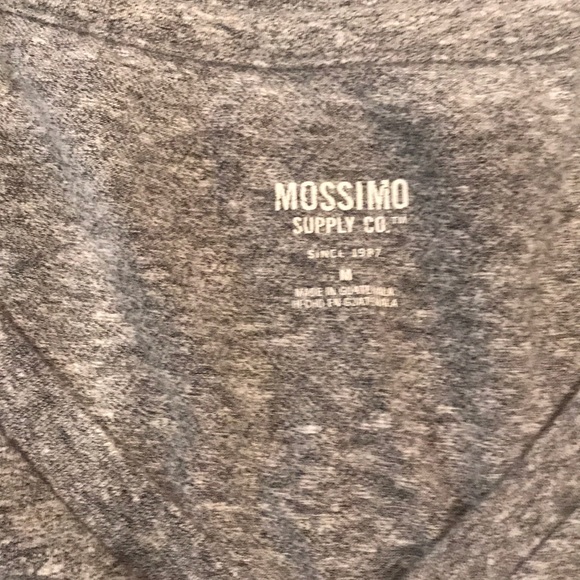 MOSSIMO
SUPPLY CO.™
SINCE 1987
M
MADE IN GUATEMALA
HECHO EN GUATEMALA